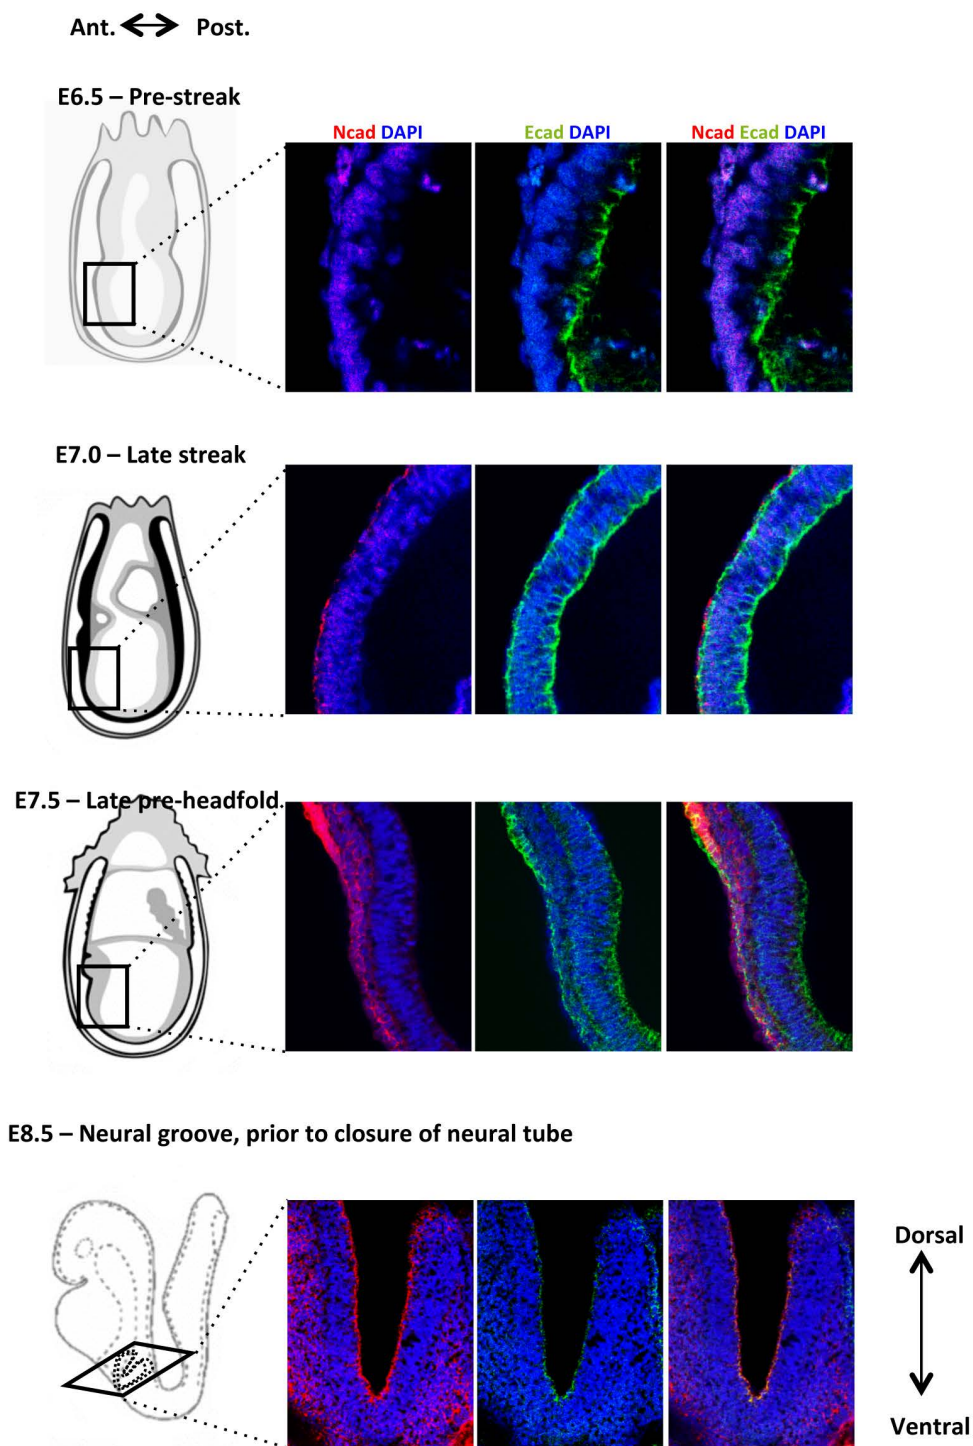 Ant. Post.
E6.5 – Pre-streak
Ncad DAPI Ecad DAPI Ncad Ecad DAPI
E7.0 – Late streak
E7.5 – Late pre-headfold
E8.5 – Neural groove, prior to closure of neural tube
Dorsal
Ventral